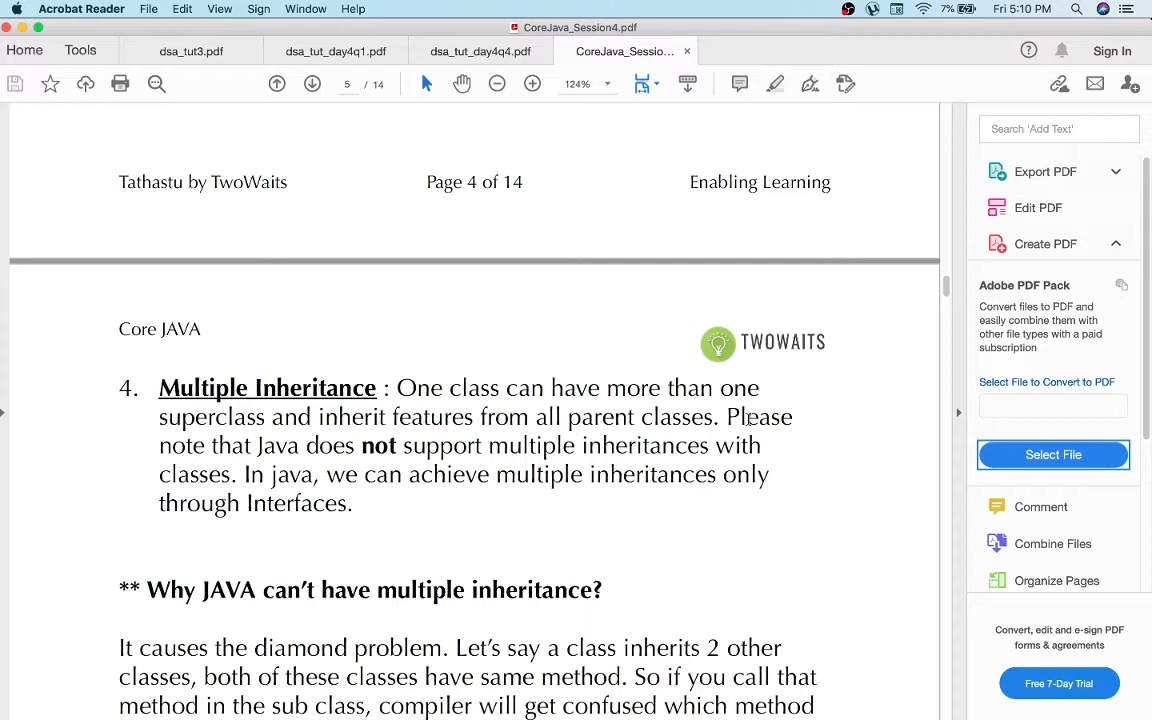 Acrobat Reader File Edit View Sign Window Help 7% Fri 5:10 PM
CoreJava_Session4.pdf
Home Tools dsa_tut3.pdf dsa_tut_day4q1.pdf dsa_tut_day4q4.pdf CoreJava_Sessio... × Sign In
5 / 14 124%
Tathastu by TwoWaits Page 4 of 14 Enabling Learning
Core JAVA
TWOWAITS
4. Multiple Inheritance : One class can have more than one
superclass and inherit features from all parent classes. Please
note that Java does not support multiple inheritances with
classes. In java, we can achieve multiple inheritances only
through Interfaces.
** Why JAVA can't have multiple inheritance?
It causes the diamond problem. Let's say a class inherits 2 other
classes, both of these classes have same method. So if you call that
method in the sub class, compiler will get confused which method
Search 'Add Text'
Export PDF
Edit PDF
Create PDF
Adobe PDF Pack
Convert files to PDF and
easily combine them with
other file types with a paid
subscription
Select File to Convert to PDF
Select File
Comment
Combine Files
Organize Pages
Convert, edit and e-sign PDF
forms & agreements
Free 7-Day Trial